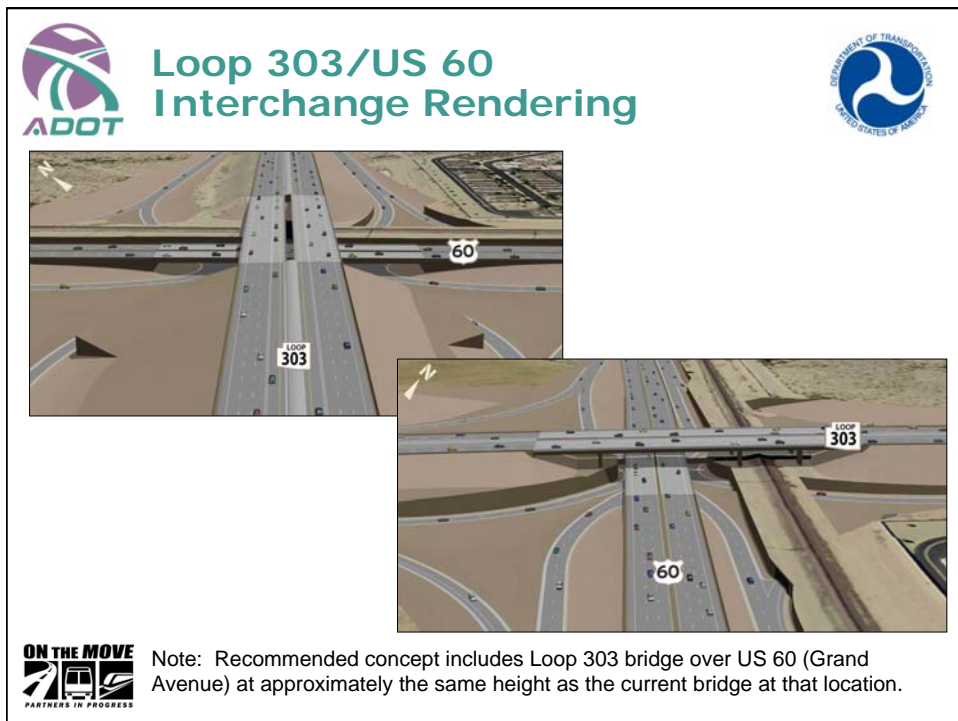 Loop 303/US 60
Interchange Rendering
ADOT
DEPARTMENT OF TRANSPORTATION
UNITED STATES OF AMERICA
N
60
LOOP
303
N
LOOP
303
60
ON THE MOVE
PARTNERS IN PROGRESS
Note: Recommended concept includes Loop 303 bridge over US 60 (Grand
Avenue) at approximately the same height as the current bridge at that location.